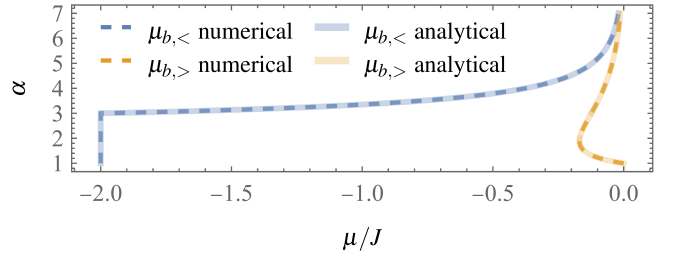 7
6
5
4
3
2
1
α
μb,< numerical
μb,< analytical
μb,> numerical
μb,> analytical
−2.0
−1.5
−1.0
−0.5
0.0
μ/J